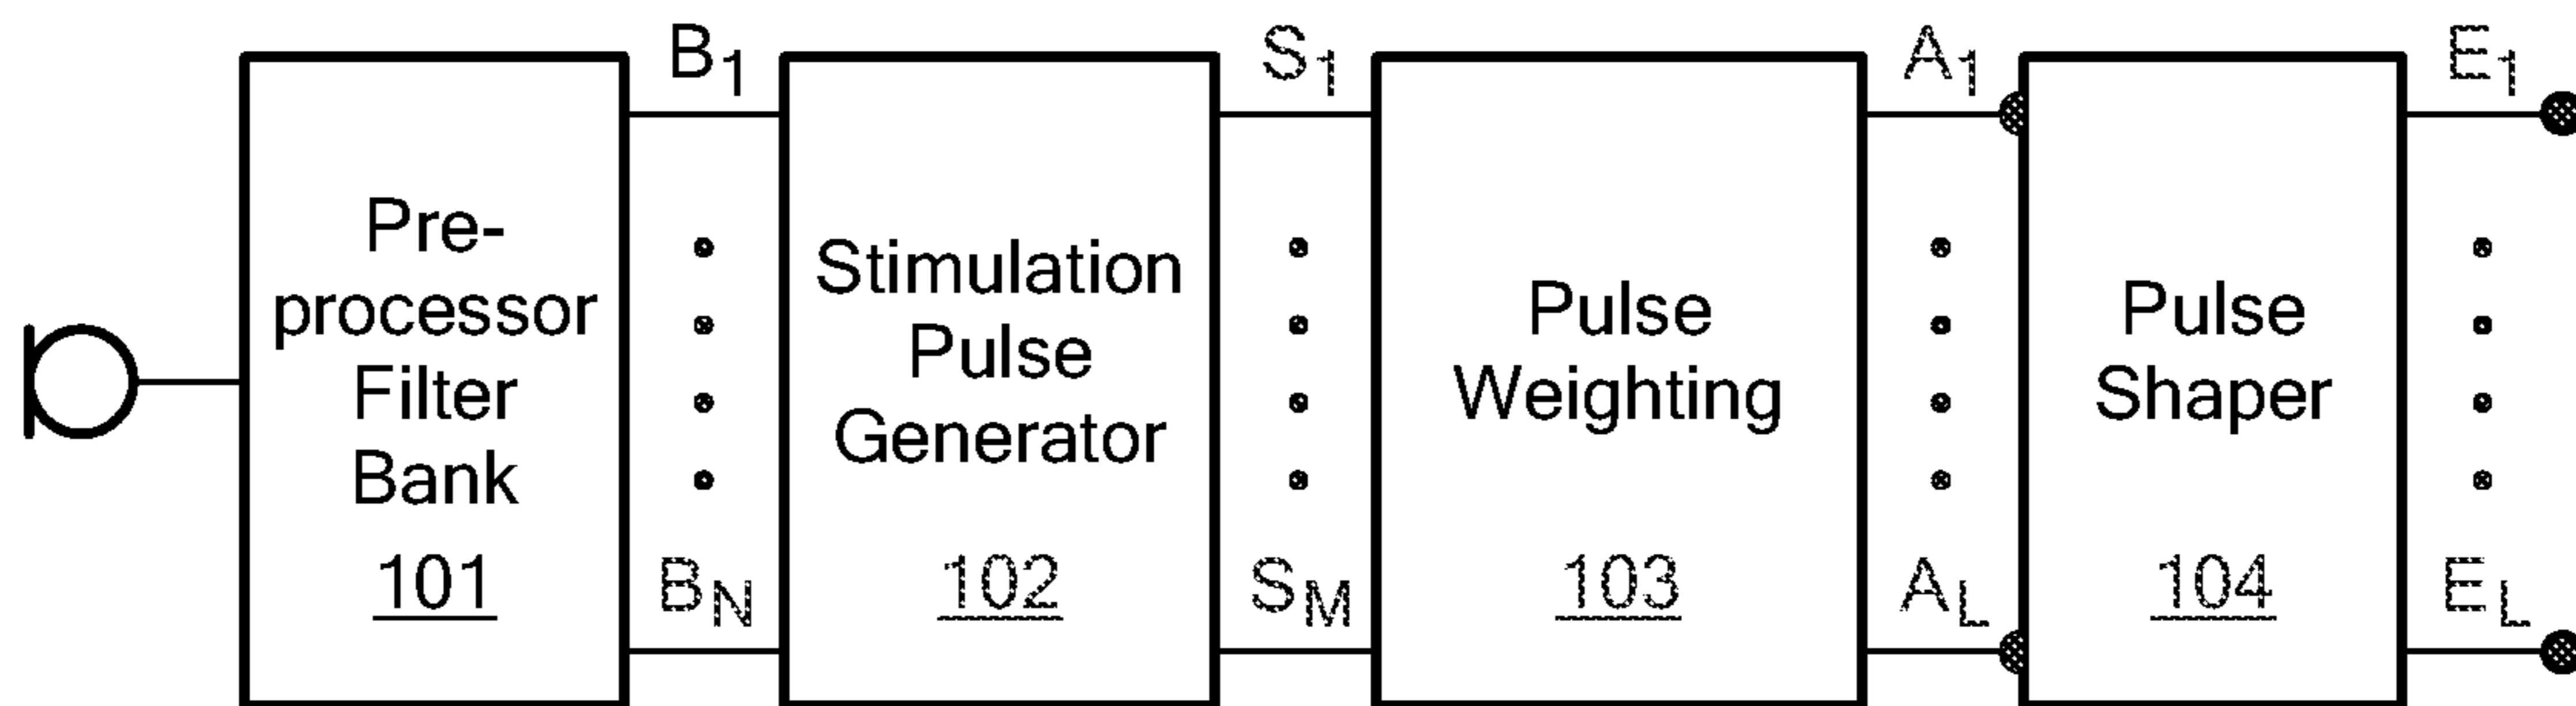 B1
S1
A1
E1
Pre-
processor
Filter
Bank
101
Stimulation
Pulse
Generator
102
Pulse
Weighting
103
Pulse
Shaper
104
BN
SM
AL
EL